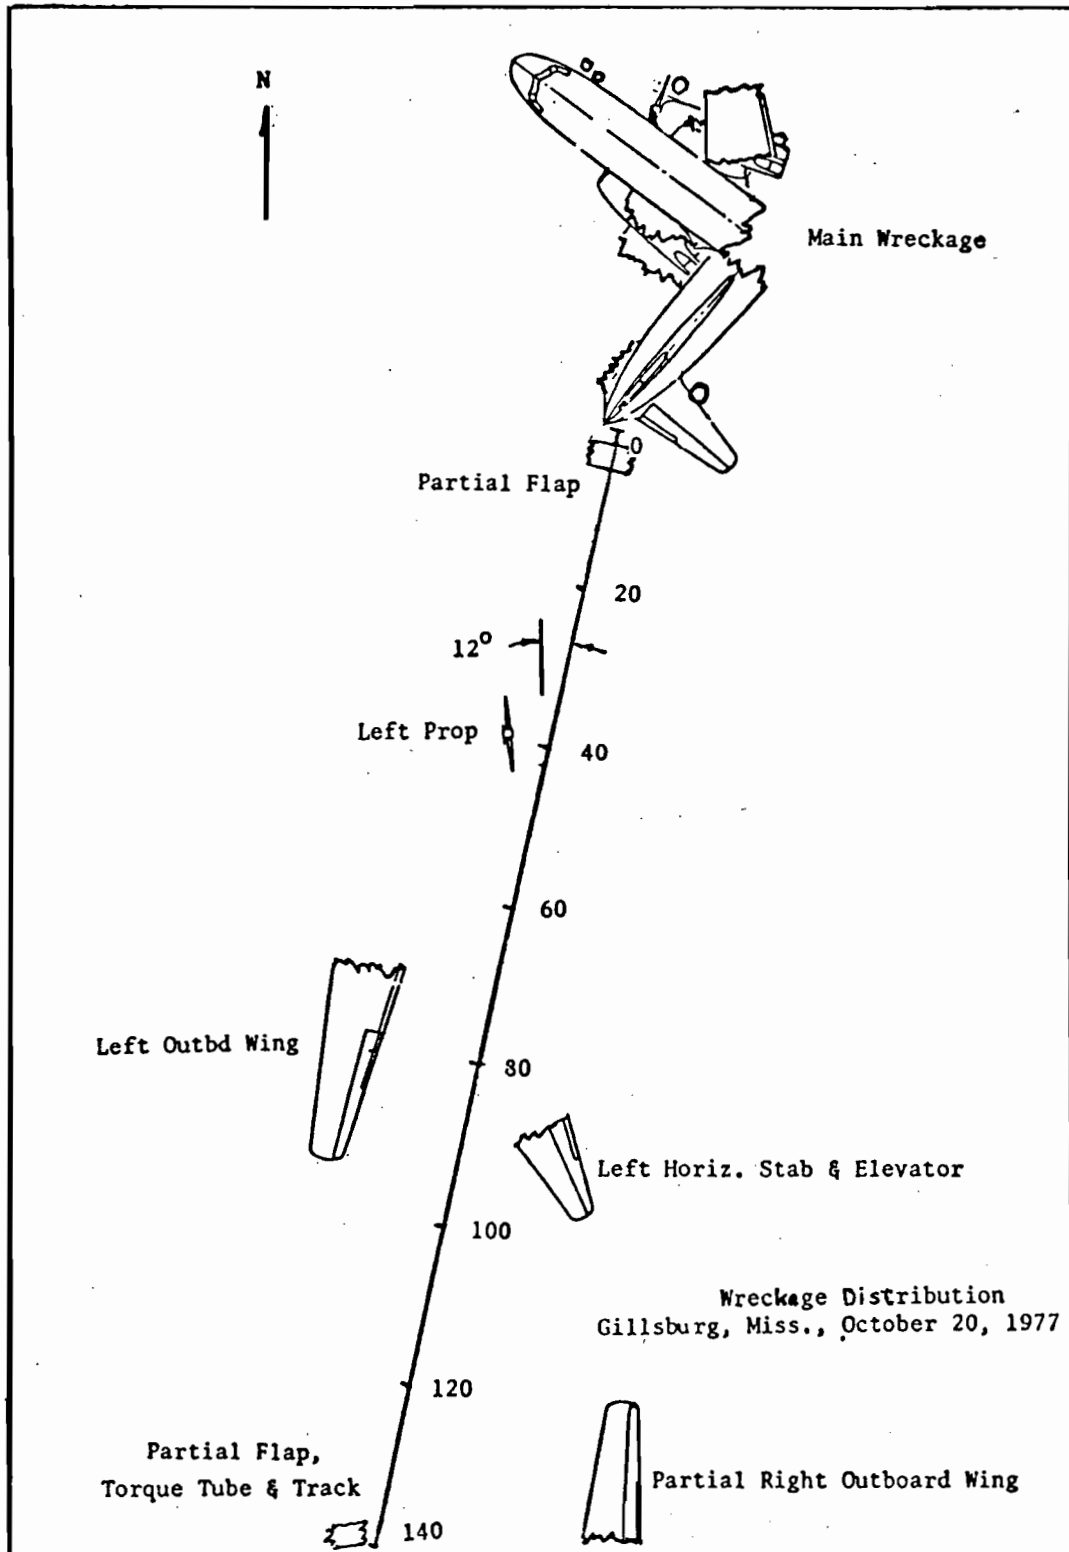 N
Main Wreckage
0
Partial Flap
20
12°
Left Prop
40
60
Left Outbd Wing
80
Left Horiz. Stab & Elevator
100
Wreckage Distribution
Gillsburg, Miss., October 20, 1977
120
Partial Flap,
Torque Tube & Track
Partial Right Outboard Wing
140